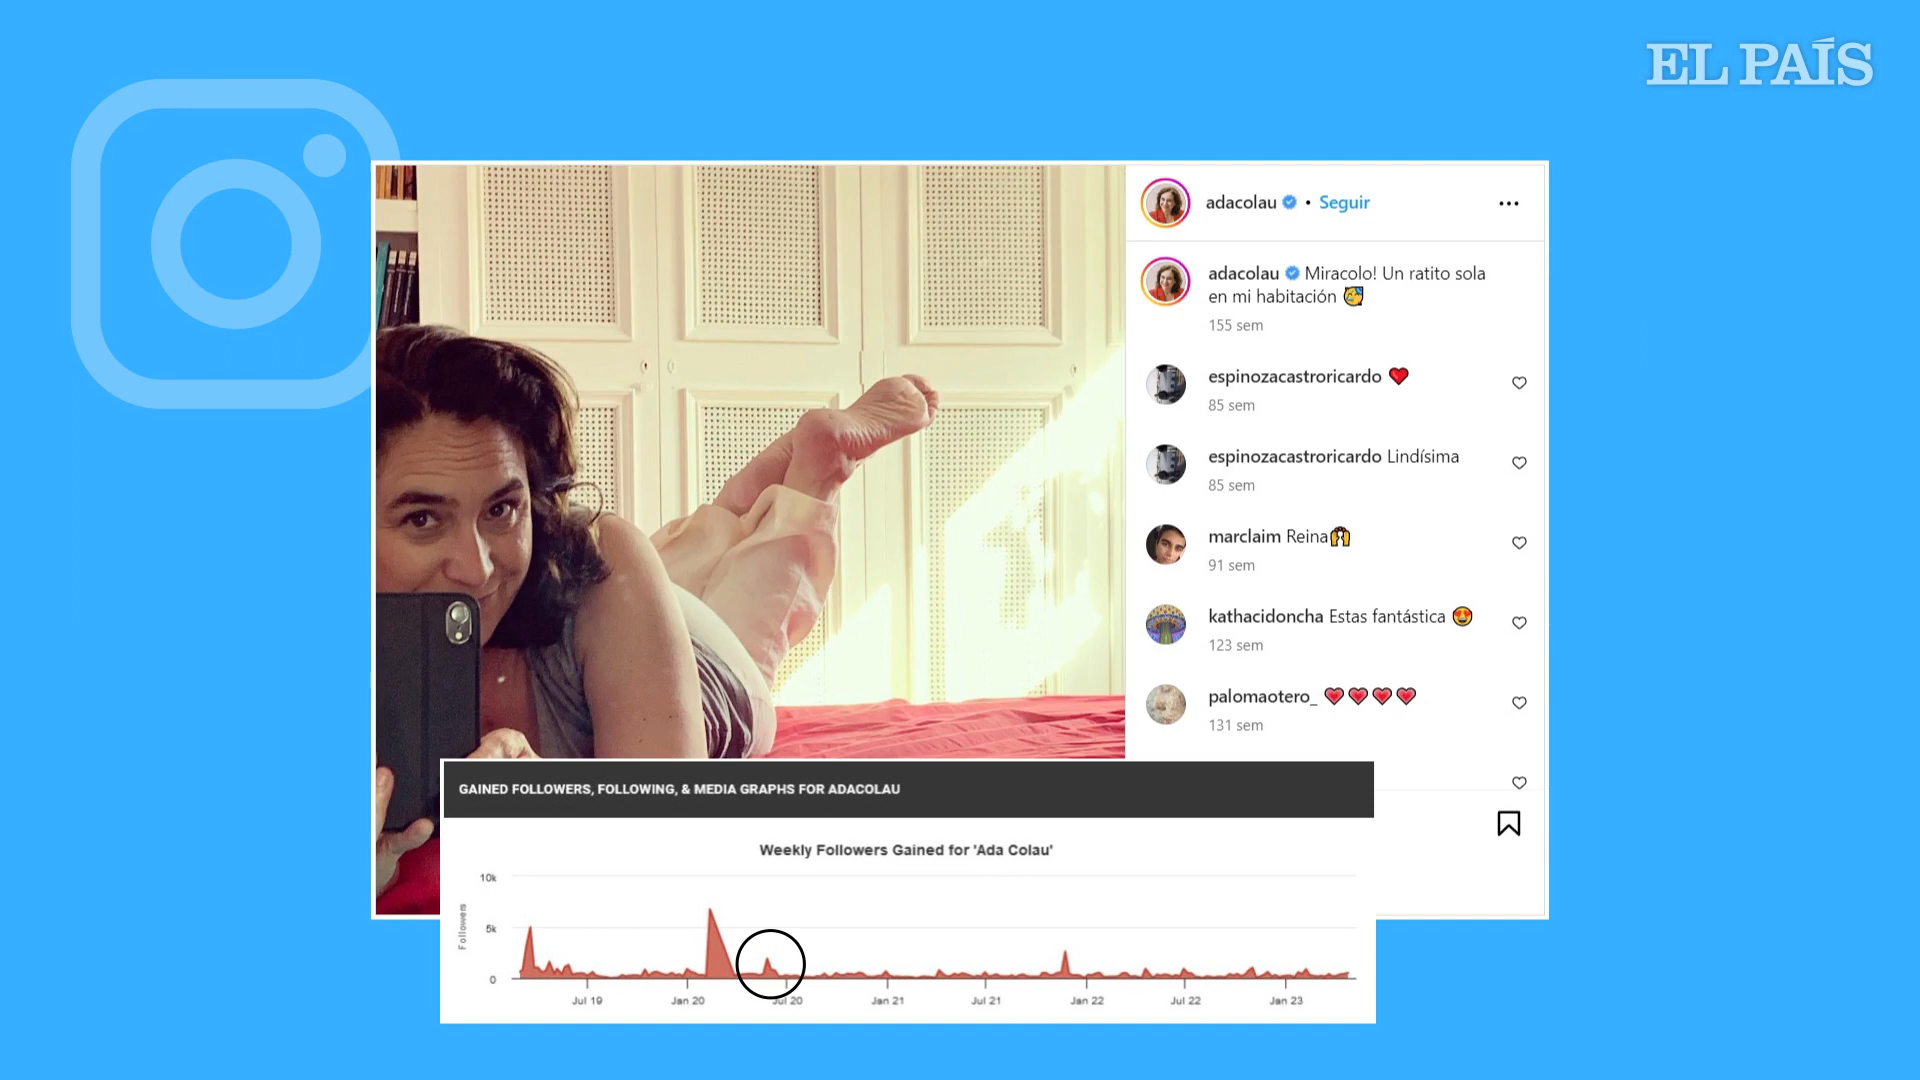 EL PAÍS
adacolau • Seguir
adacolau Miracolo! Un ratito sola
en mi habitación 🥳
155 sem
espinozacastroricardo ❤️
85 sem
espinozacastroricardo Lindísima
85 sem
marclaim Reina🙌
91 sem
kathacidoncha Estas fantástica 😍
123 sem
palomaotero_ 💗💗💗💗
131 sem
GAINED FOLLOWERS, FOLLOWING, & MEDIA GRAPHS FOR ADACOLAU
Weekly Followers Gained for 'Ada Colau'
Followers
10k
5k
0
Jul 19 Jan 20 Jul 20 Jan 21 Jul 21 Jan 22 Jul 22 Jan 23